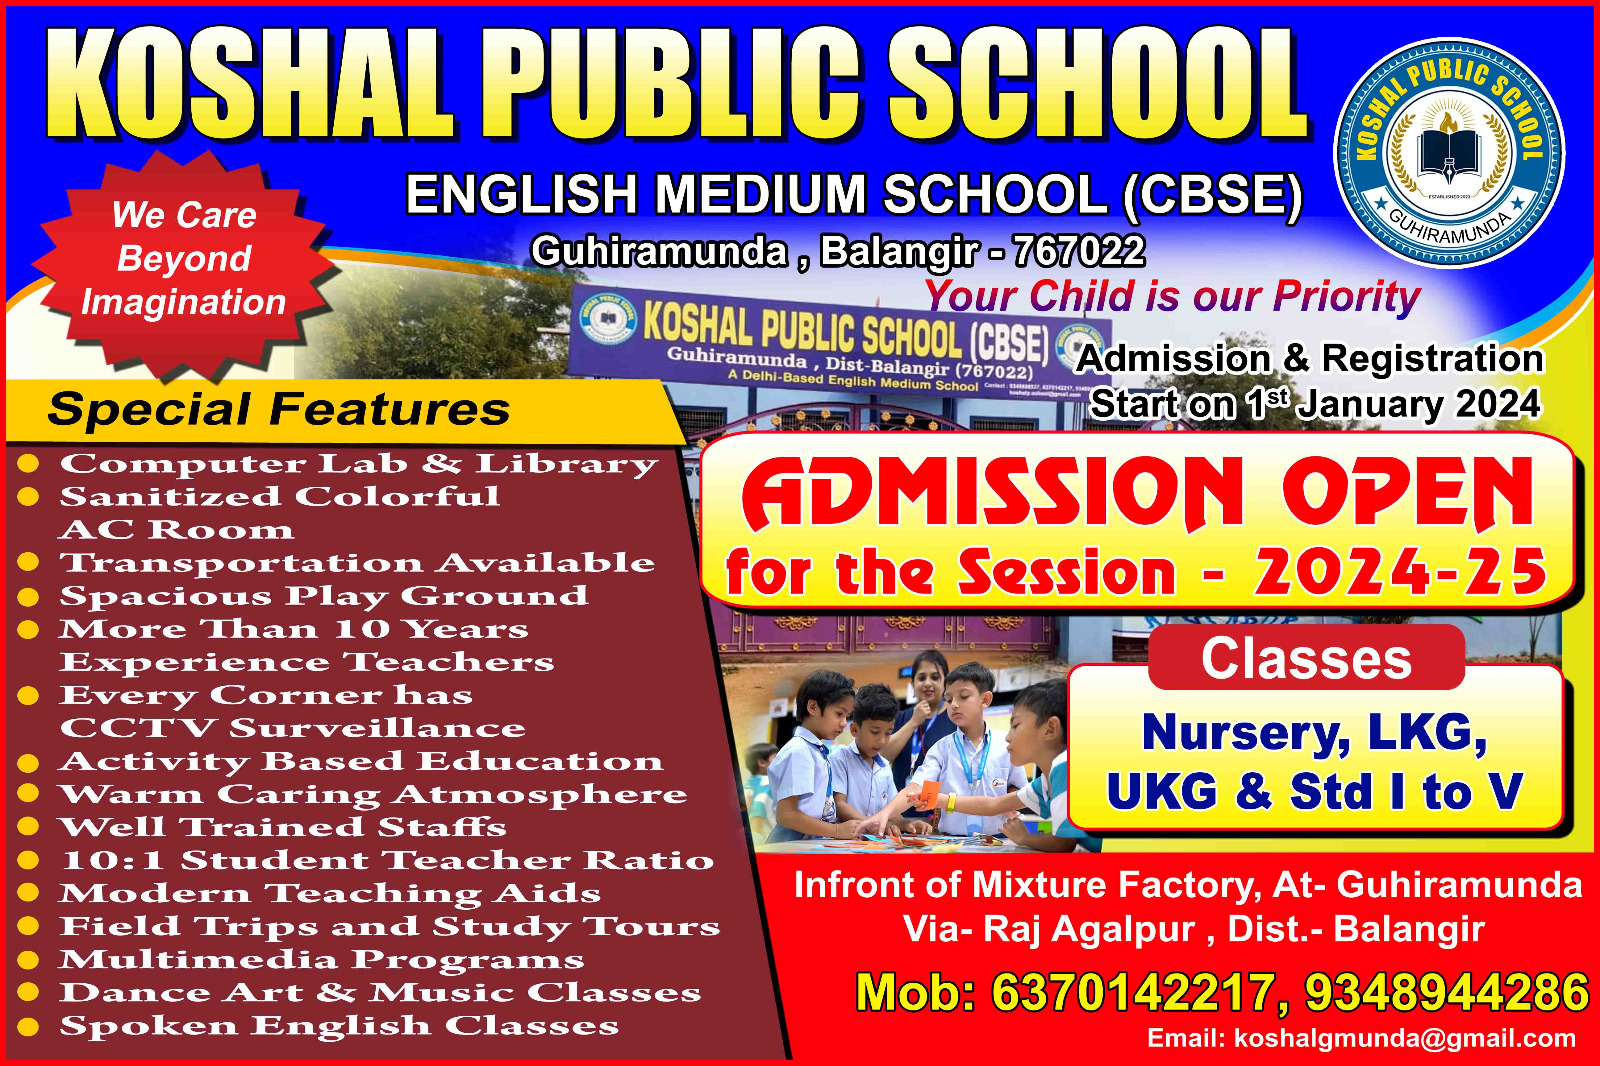 KOSHAL PUBLIC SCHOOL
ENGLISH MEDIUM SCHOOL (CBSE)
Guhiramunda , Balangir - 767022
KOSHAL PUBLIC SCHOOL
ESTABLISHED 2023
GUHIRAMUNDA
We Care
Beyond
Imagination
Your Child is our Priority
KOSHAL PUBLIC SCHOOL (CBSE)
Guhiramunda , Dist-Balangir (767022)
A Delhi-Based English Medium School
Admission & Registration
Start on 1st January 2024
Special Features
Computer Lab & Library
Sanitized Colorful
AC Room
Transportation Available
Spacious Play Ground
More Than 10 Years
Experience Teachers
Every Corner has
CCTV Surveillance
Activity Based Education
Warm Caring Atmosphere
Well Trained Staffs
10:1 Student Teacher Ratio
Modern Teaching Aids
Field Trips and Study Tours
Multimedia Programs
Dance Art & Music Classes
Spoken English Classes
ADMISSION OPEN
for the Session - 2024-25
Classes
Nursery, LKG,
UKG & Std I to V
Infront of Mixture Factory, At- Guhiramunda
Via- Raj Agalpur , Dist.- Balangir
Mob: 6370142217, 9348944286
Email: koshalgmunda@gmail.com